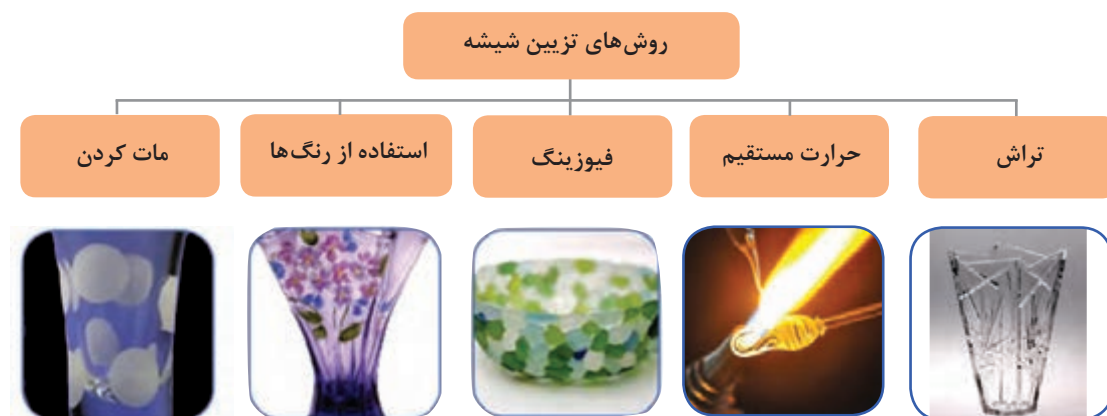 روش‌های تزیین شیشه
تراش
حرارت مستقیم
فیوزینگ
استفاده از رنگ‌ها
مات کردن